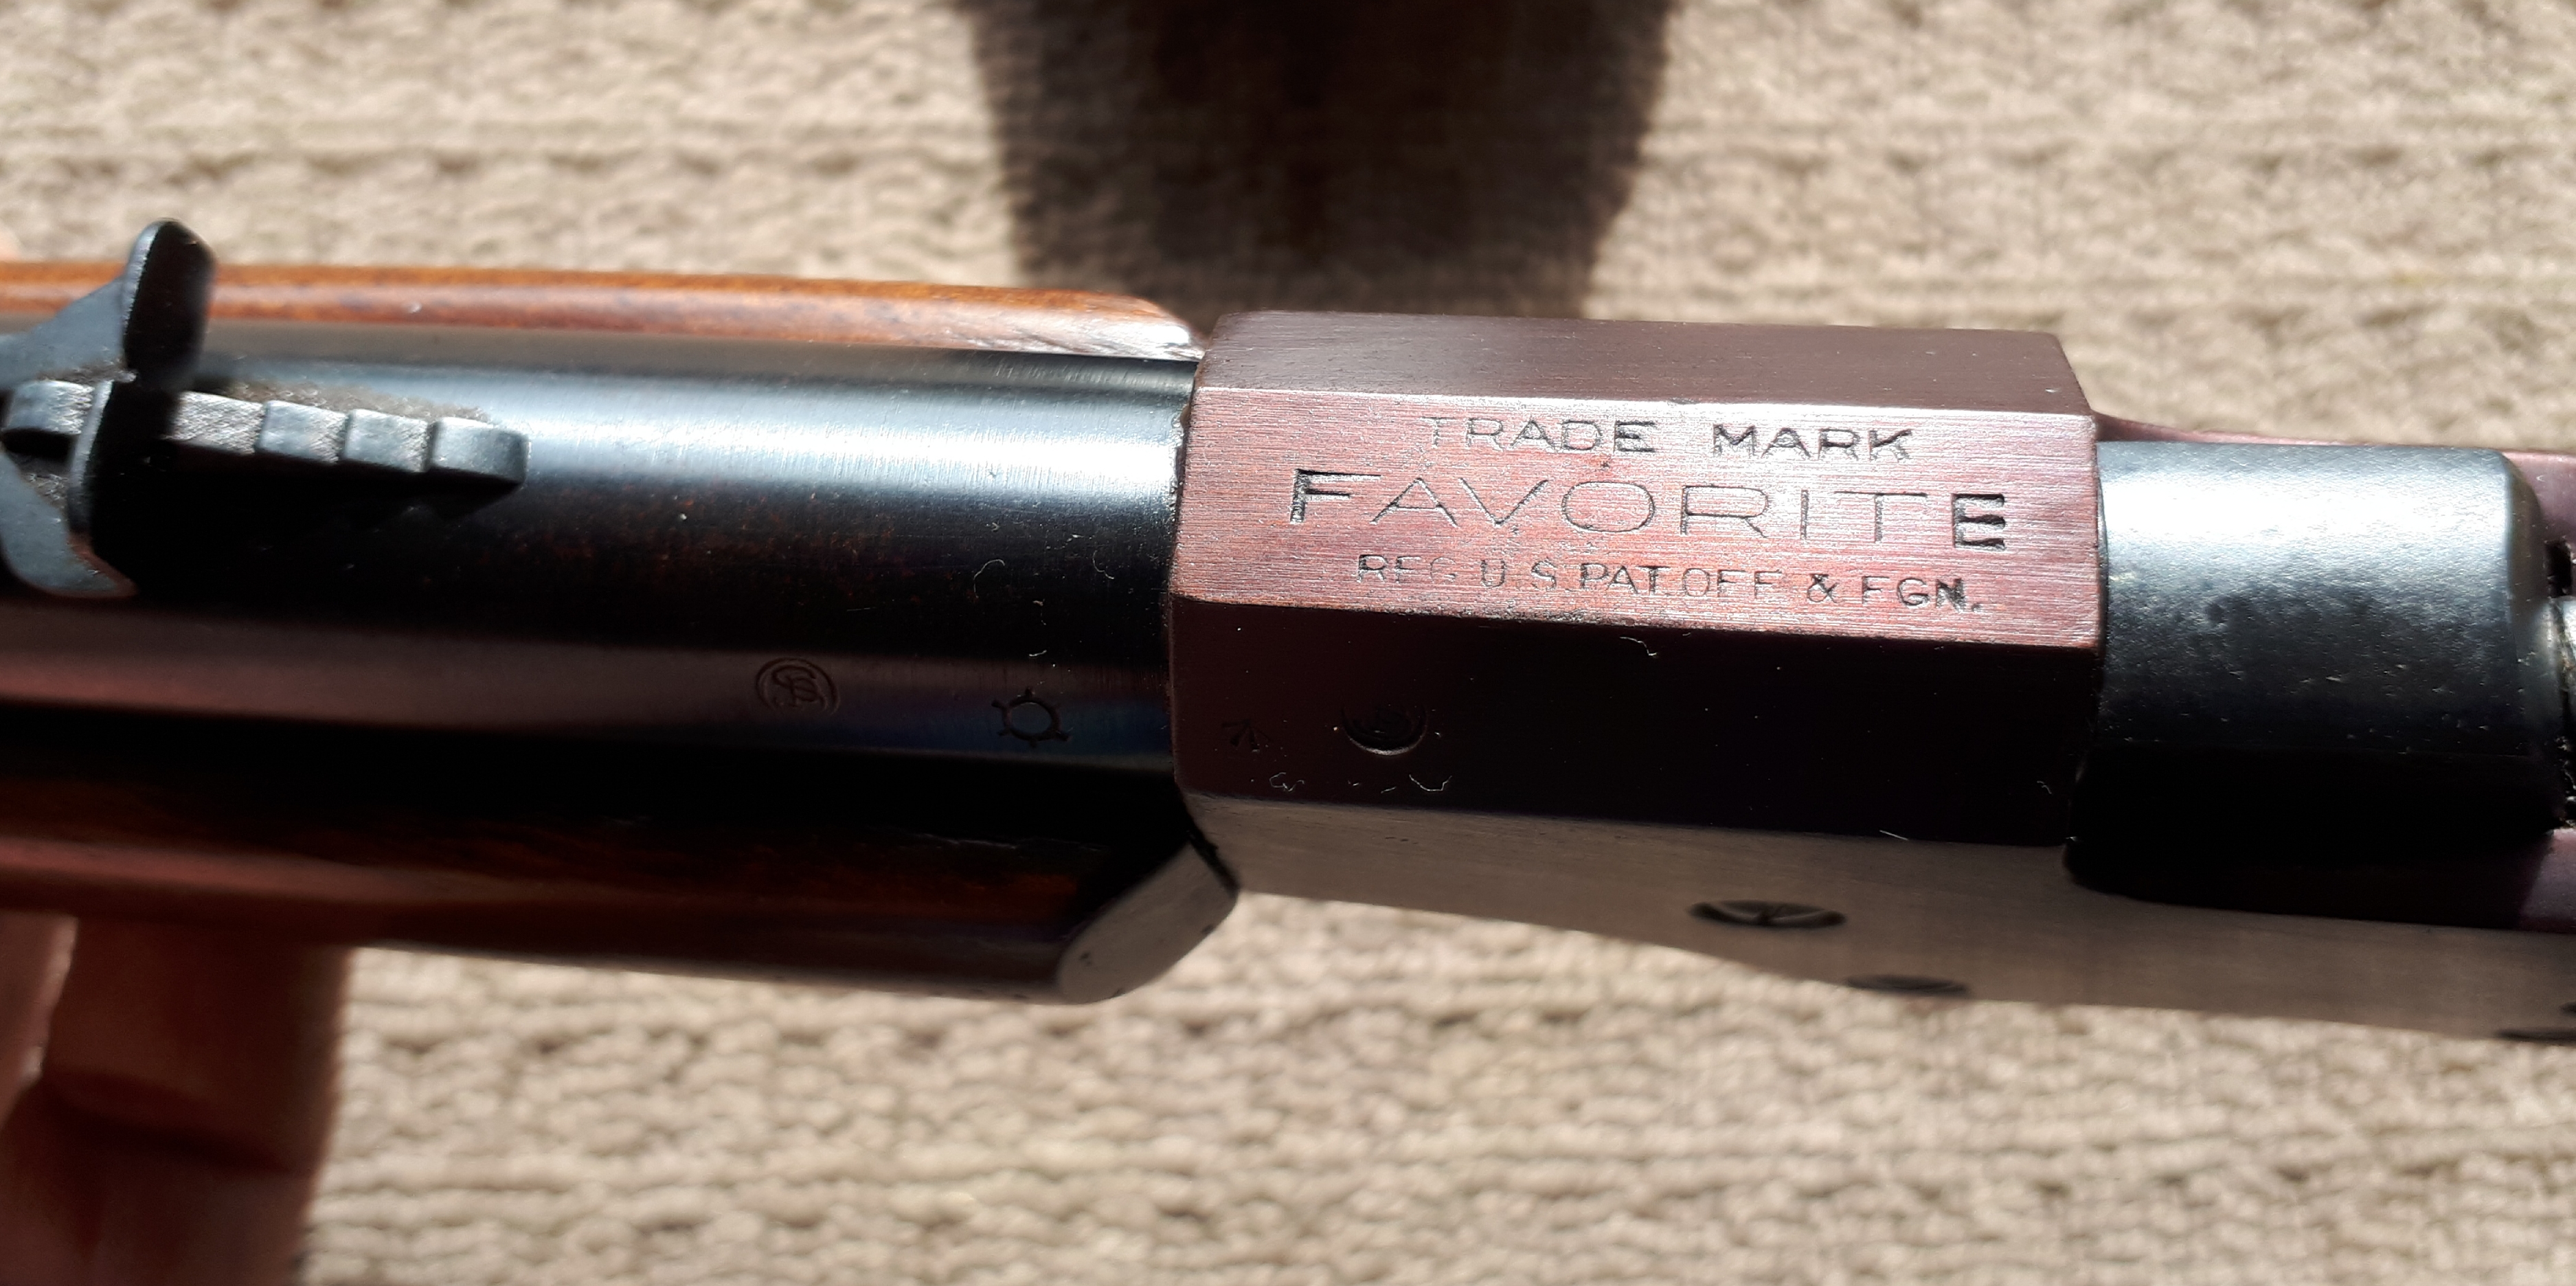 TRADE MARK
FAVORITE
REG. U.S. PAT. OFF. & FGN.